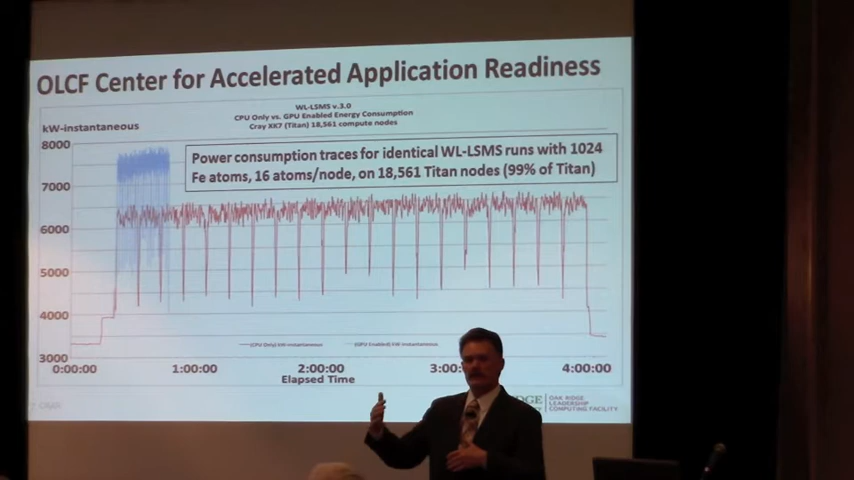 OLCF Center for Accelerated Application Readiness
WL-LSMS v.3.0
CPU Only vs. GPU Enabled Energy Consumption
Cray XK7 (Titan) 18,561 compute nodes
kW-instantaneous
Power consumption traces for identical WL-LSMS runs with 1024
Fe atoms, 16 atoms/node, on 18,561 Titan nodes (99% of Titan)
8000
7000
6000
5000
4000
3000
(CPU Only) kW-instantaneous
(GPU Enabled) kW-instantaneous
0:00:00
1:00:00
2:00:00
3:00
4:00:00
Elapsed Time
DGE
OAK RIDGE
LEADERSHIP
COMPUTING FACILITY